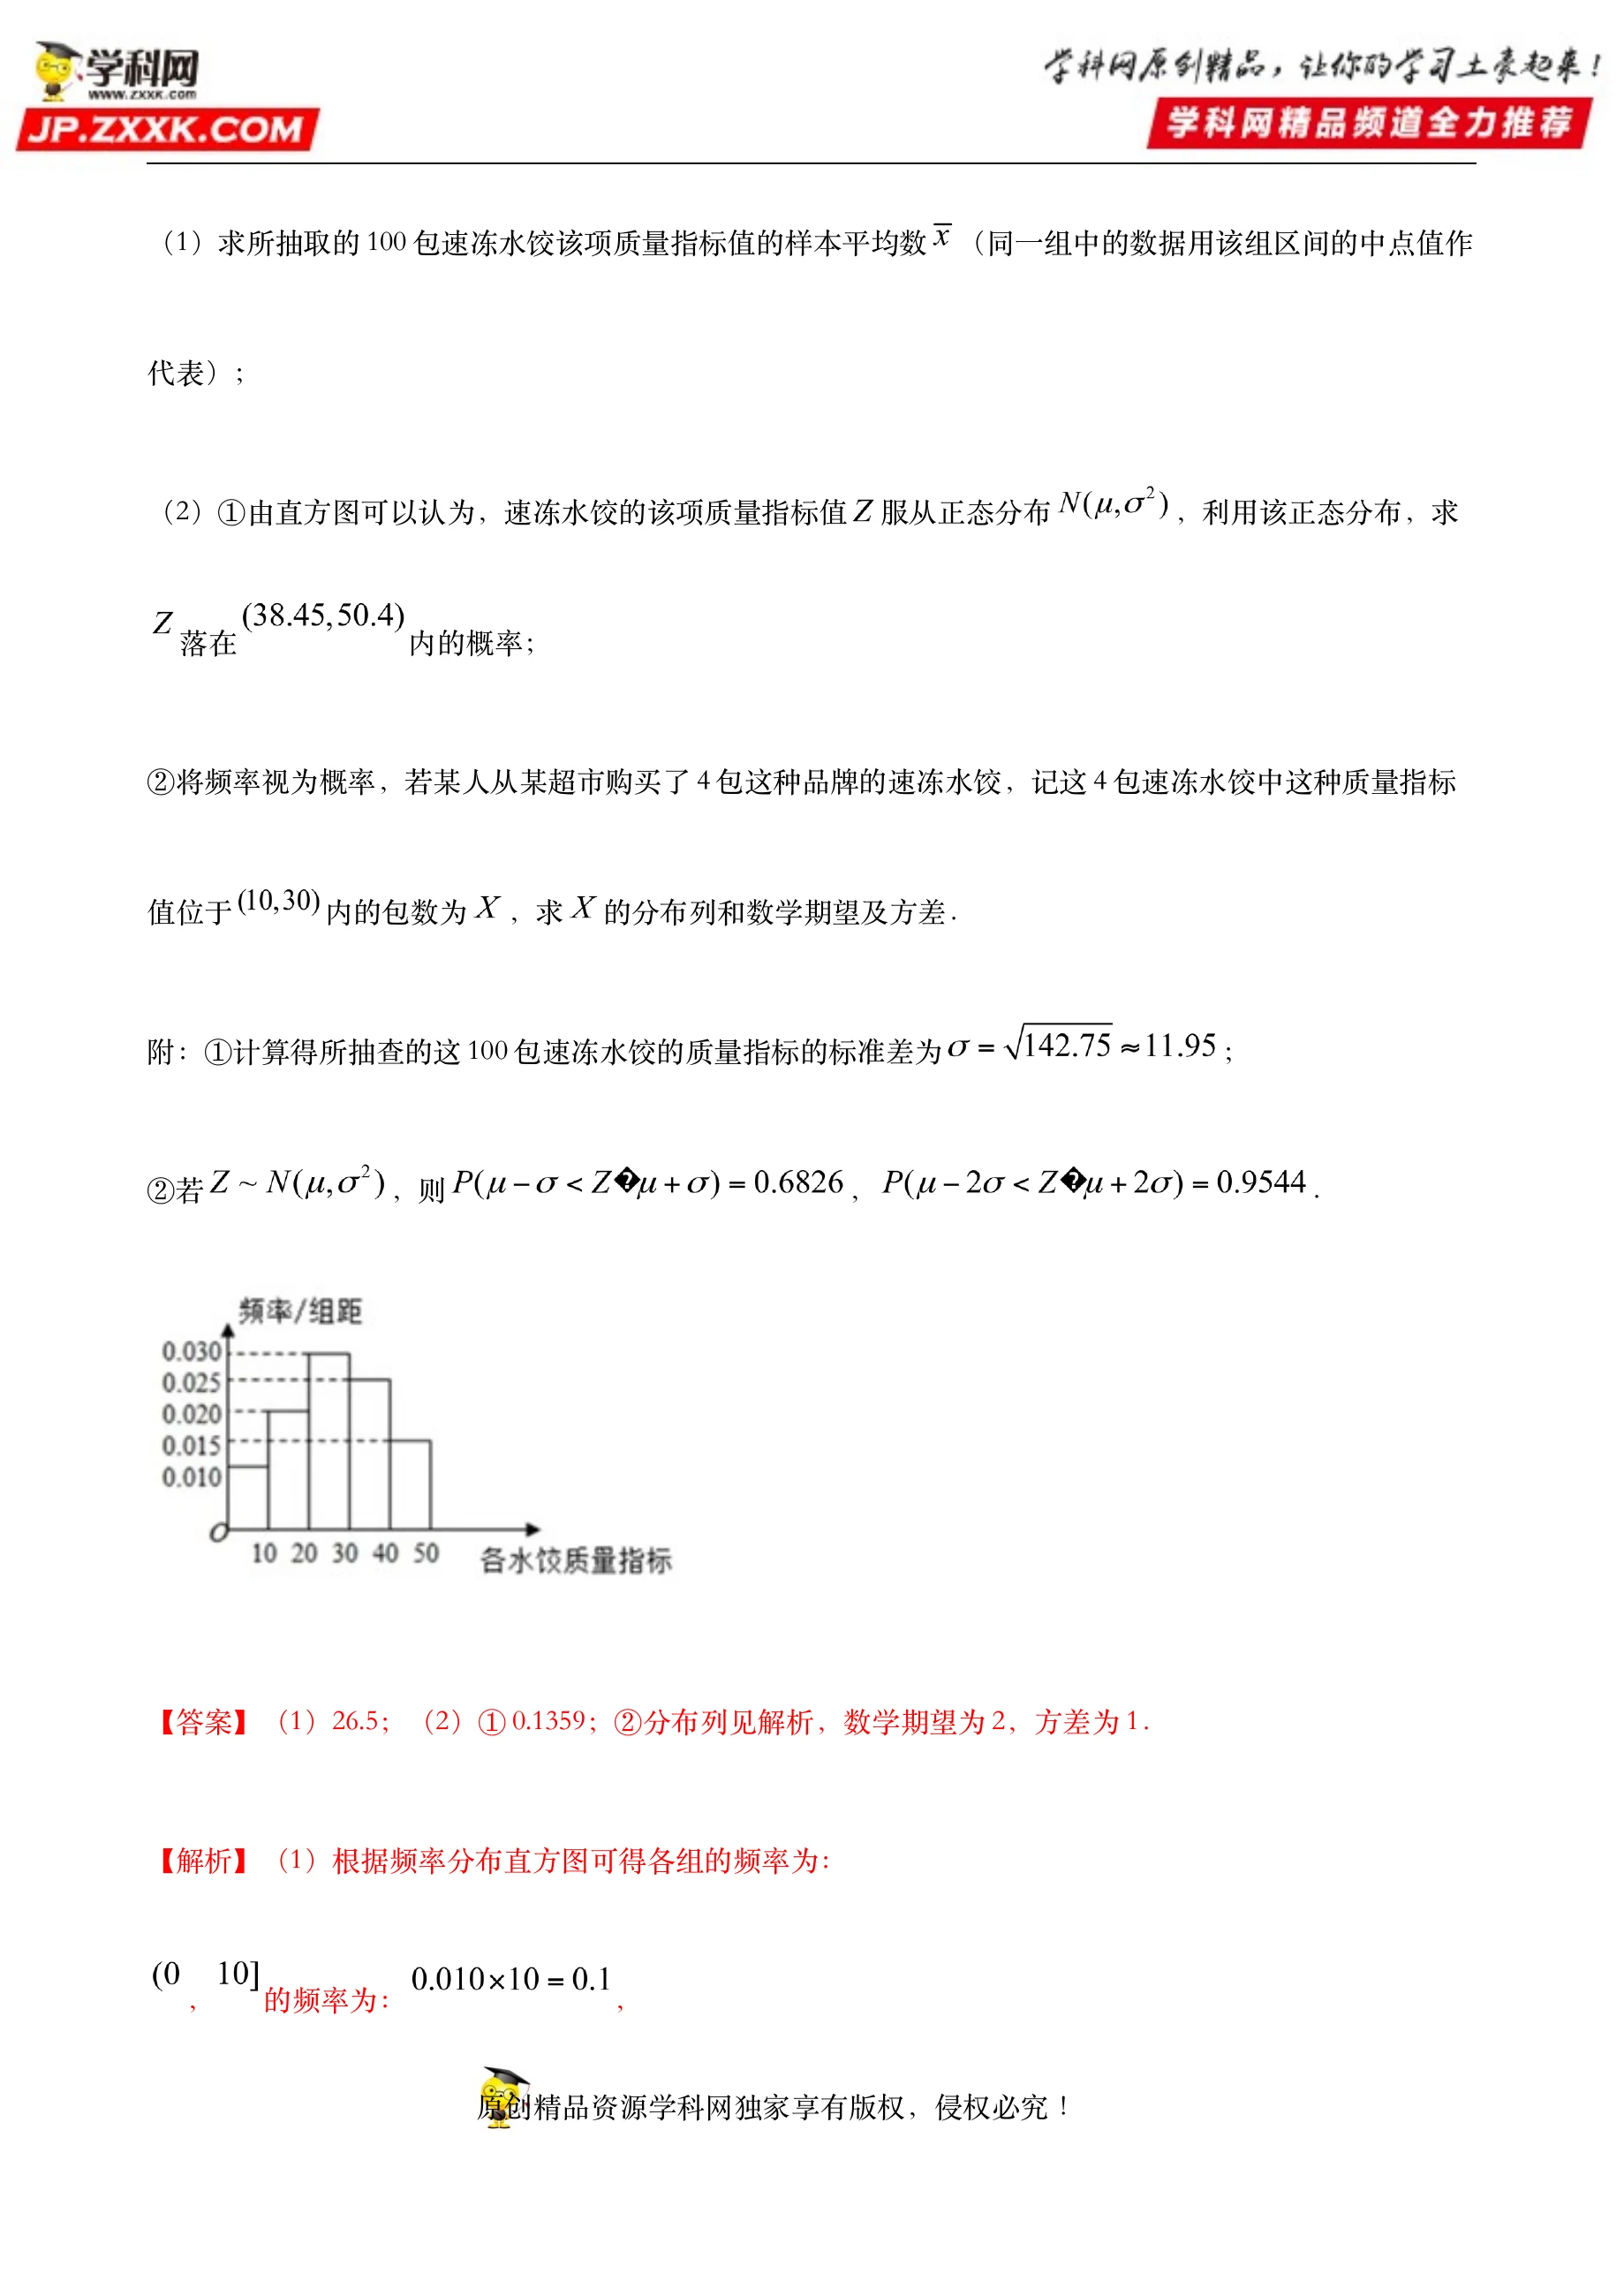 学科网
www.zxxk.com
JP.ZXXK.COM
学科网原创精品，让你的学习土豪起来！
学科网精品频道全力推荐
（1）求所抽取的 100 包速冻水饺该项质量指标值的样本平均数 x̄ （同一组中的数据用该组区间的中点值作
代表）；
（2）①由直方图可以认为，速冻水饺的该项质量指标值 Z 服从正态分布 N(μ,σ²) ，利用该正态分布，求
Z 落在 (38.45,50.4) 内的概率；
②将频率视为概率，若某人从某超市购买了 4 包这种品牌的速冻水饺，记这 4 包速冻水饺中这种质量指标
值位于 (10,30) 内的包数为 X ，求 X 的分布列和数学期望及方差．
附：①计算得所抽查的这 100 包速冻水饺的质量指标的标准差为 σ = √142.75 ≈ 11.95 ；
②若 Z ~ N(μ,σ²) ，则 P(μ − σ < Z�μ + σ) = 0.6826 ， P(μ − 2σ < Z�μ + 2σ) = 0.9544 ．
频率/组距
0.030
0.025
0.020
0.015
0.010
O
10 20 30 40 50 各水饺质量指标
【答案】（1）26.5；（2）① 0.1359；②分布列见解析，数学期望为 2，方差为 1．
【解析】（1）根据频率分布直方图可得各组的频率为：
(0 ， 10] 的频率为： 0.010×10 = 0.1 ，
原创精品资源学科网独家享有版权，侵权必究！